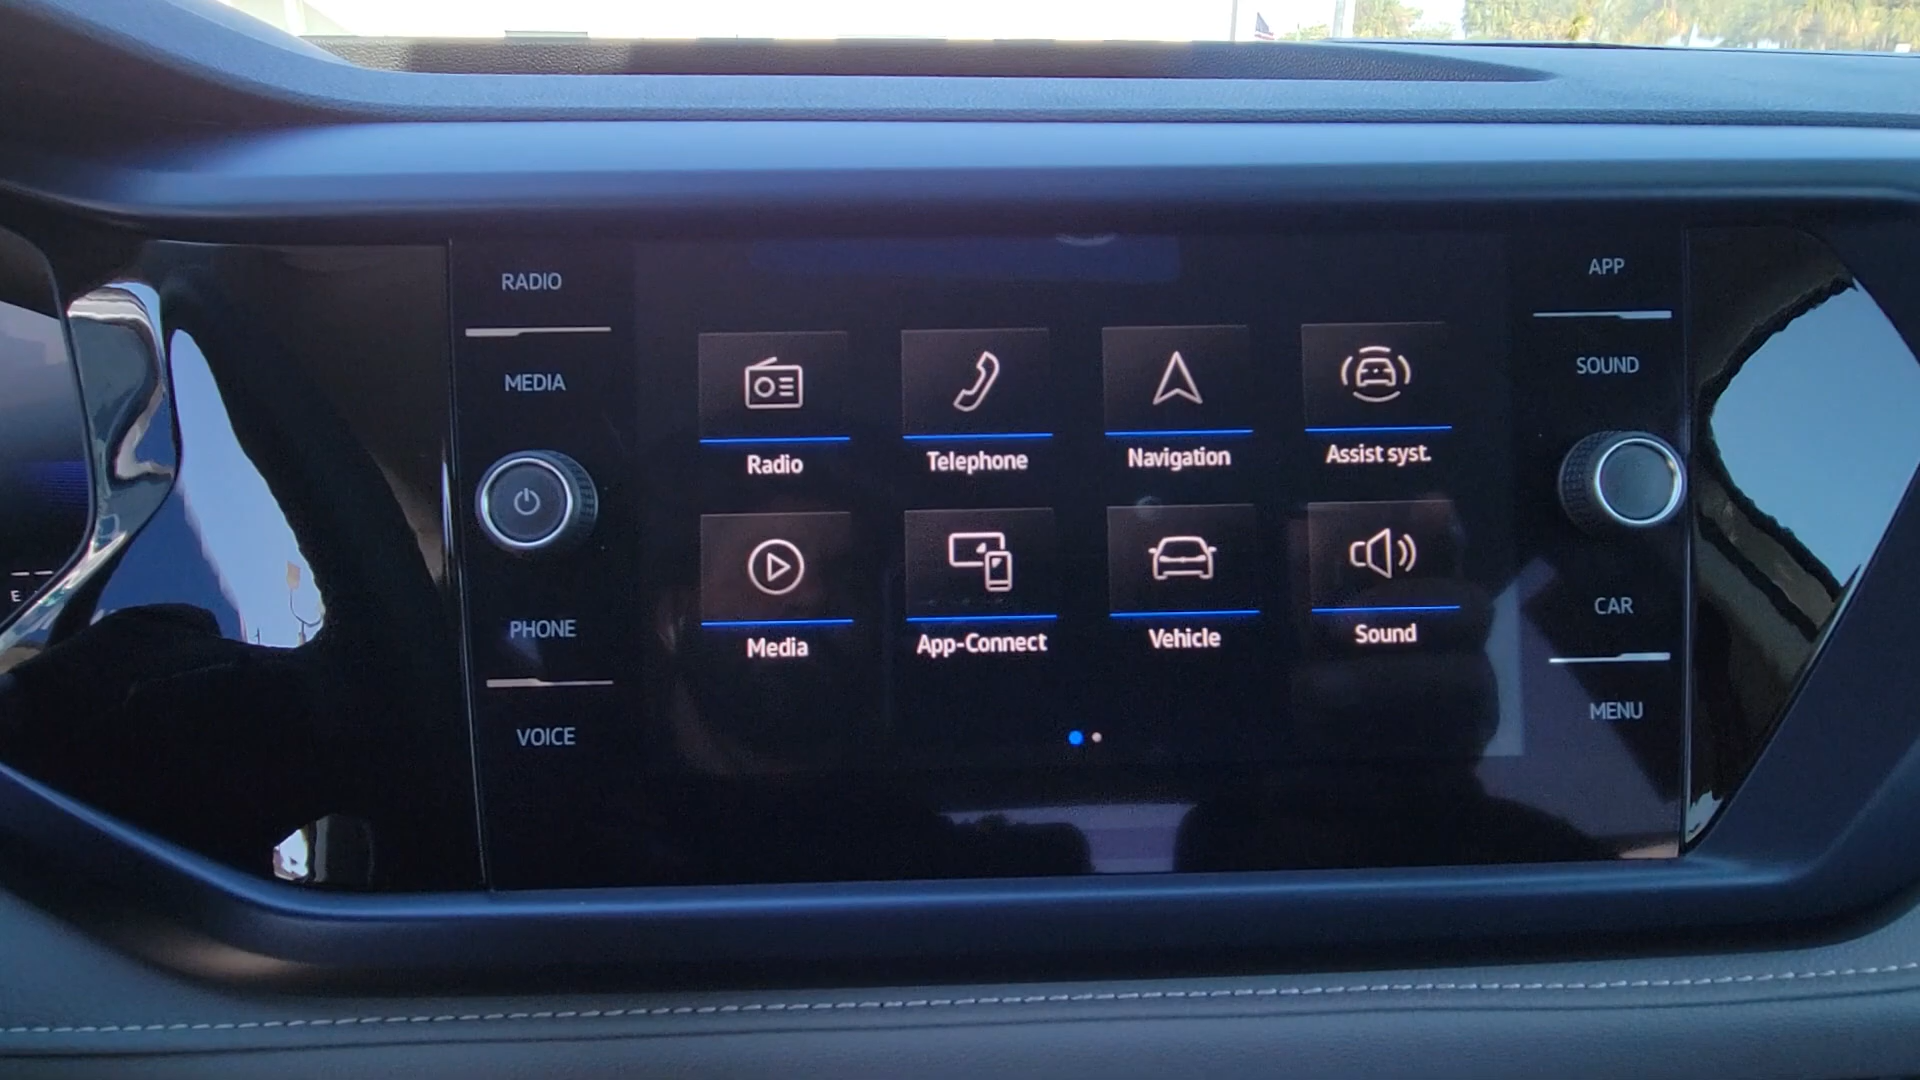 RADIO
MEDIA
PHONE
VOICE
Radio
Telephone
Navigation
Assist syst.
Media
App-Connect
Vehicle
Sound
APP
SOUND
CAR
MENU
E